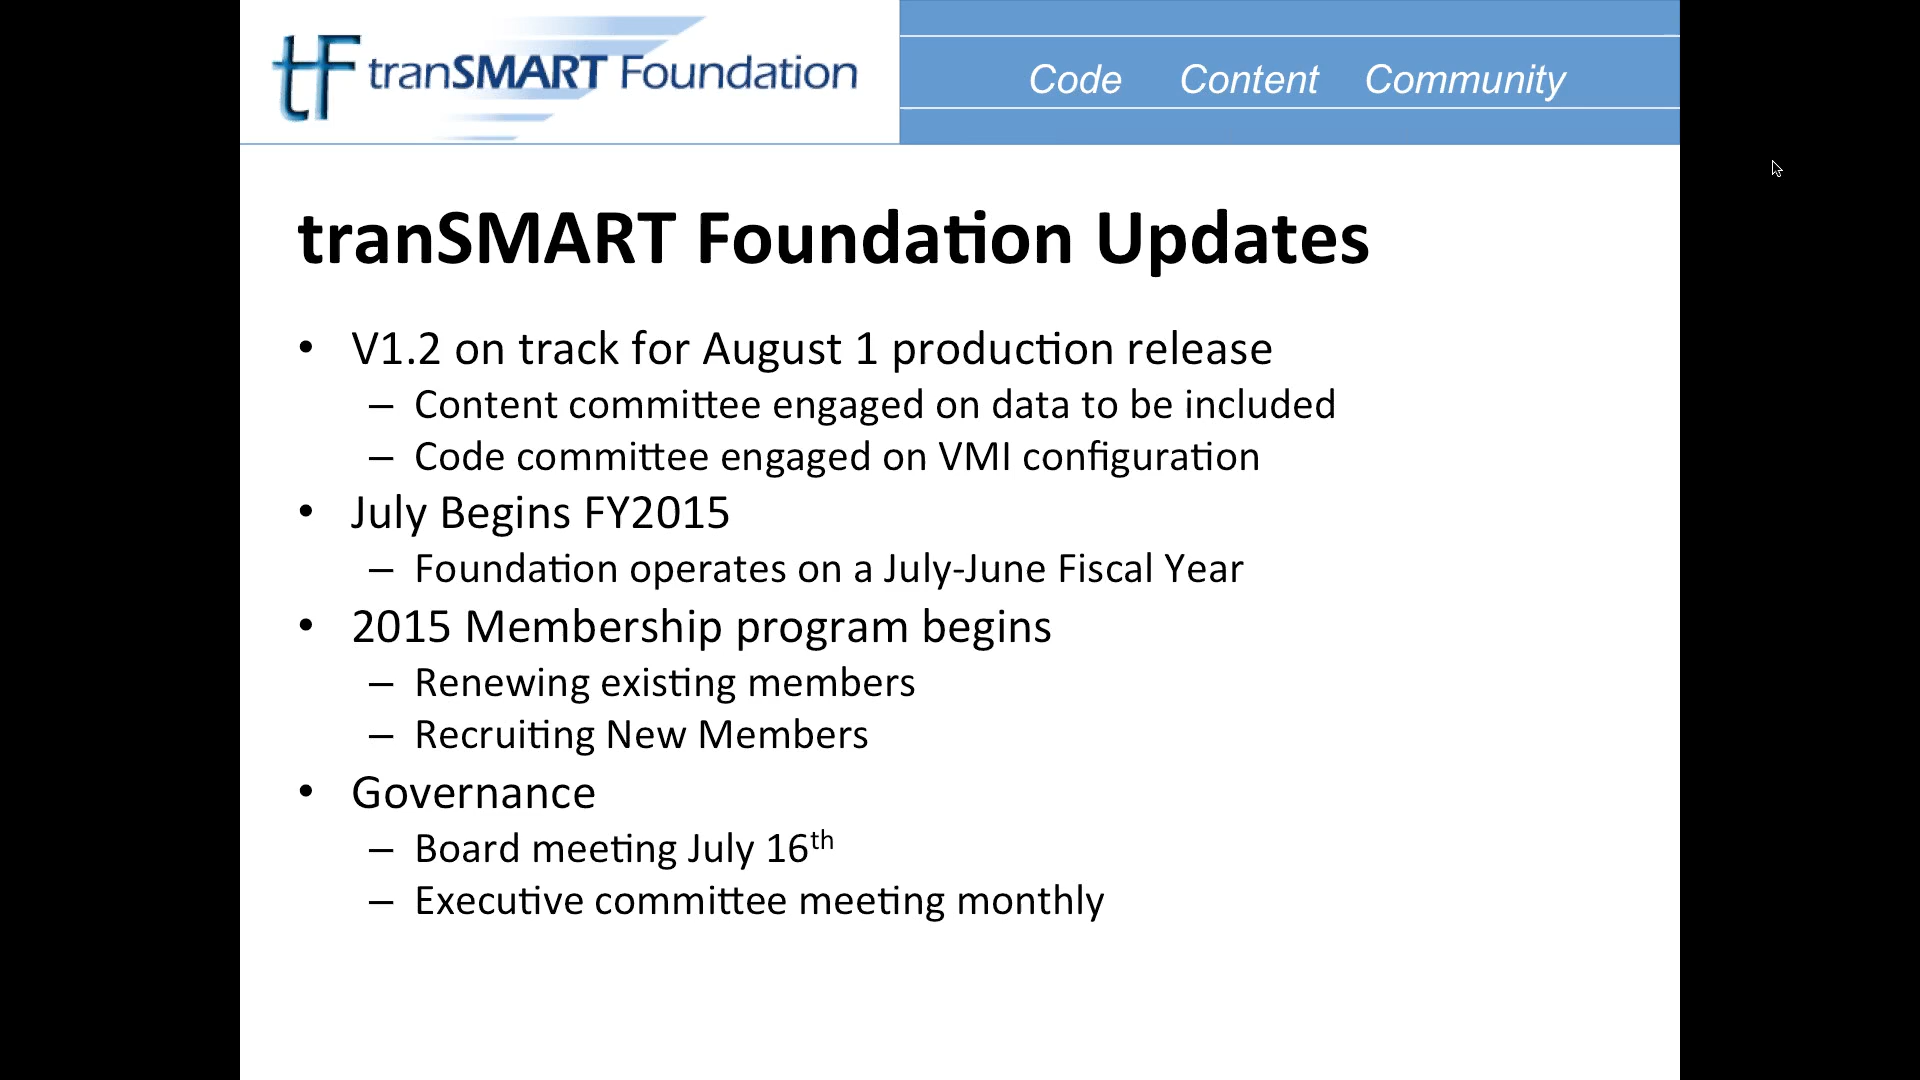 tF tranSMART Foundation
Code Content Community
tranSMART Foundation Updates
• V1.2 on track for August 1 production release
– Content committee engaged on data to be included
– Code committee engaged on VMI configuration
• July Begins FY2015
– Foundation operates on a July-June Fiscal Year
• 2015 Membership program begins
– Renewing existing members
– Recruiting New Members
• Governance
– Board meeting July 16th
– Executive committee meeting monthly